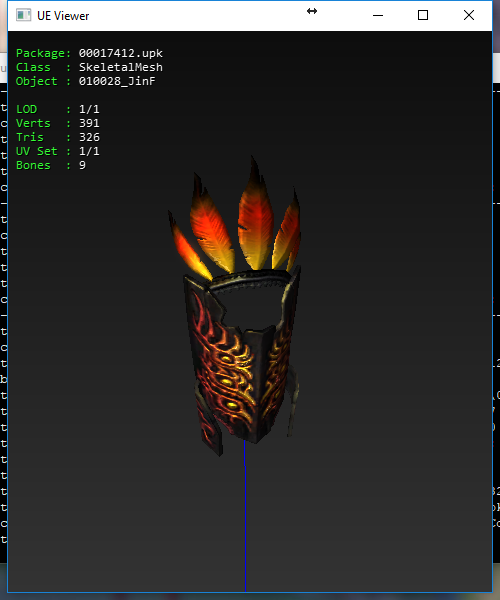 UE Viewer
Package: 00017412.upk
Class : SkeletalMesh
Object : 010028_JinF
LOD : 1/1
Verts : 391
Tris : 326
UV Set : 1/1
Bones : 9